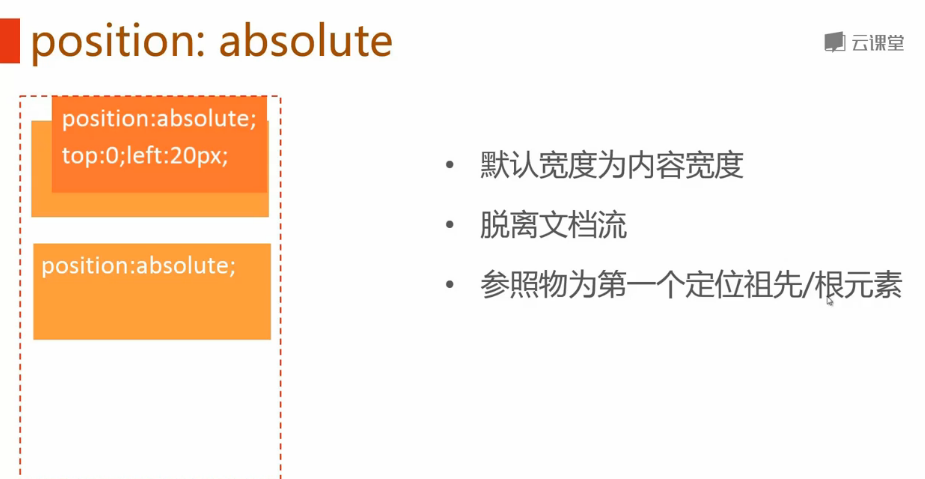 position: absolute
云课堂
position:absolute;
top:0;left:20px;
position:absolute;
• 默认宽度为内容宽度
• 脱离文档流
• 参照物为第一个定位祖先/根元素